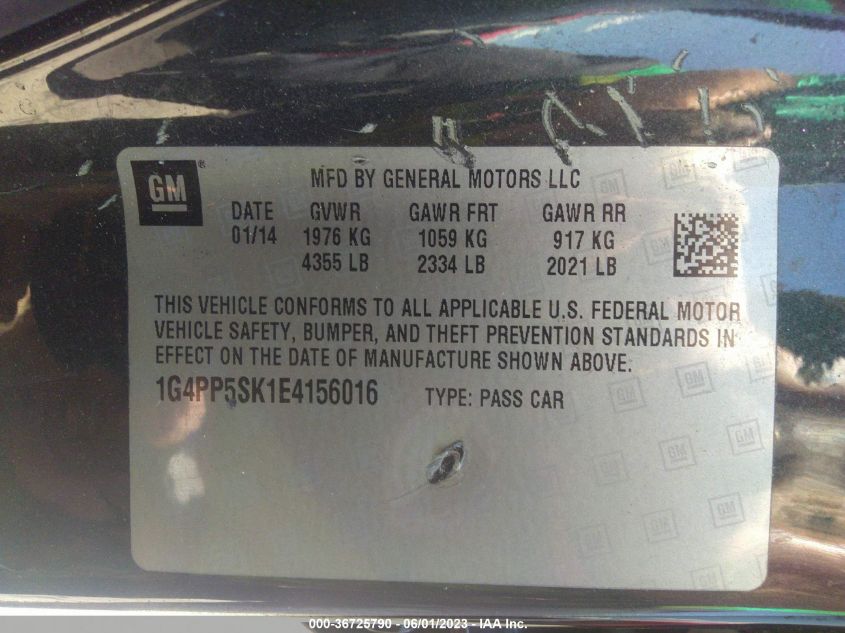 GM ®
MFD BY GENERAL MOTORS LLC
DATE GVWR GAWR FRT GAWR RR
01/14 1976 KG 1059 KG 917 KG
4355 LB 2334 LB 2021 LB
THIS VEHICLE CONFORMS TO ALL APPLICABLE U.S. FEDERAL MOTOR
VEHICLE SAFETY, BUMPER, AND THEFT PREVENTION STANDARDS IN
EFFECT ON THE DATE OF MANUFACTURE SHOWN ABOVE.
1G4PP5SK1E4156016 TYPE: PASS CAR
000-36725790 - 06/01/2023 - IAA Inc.